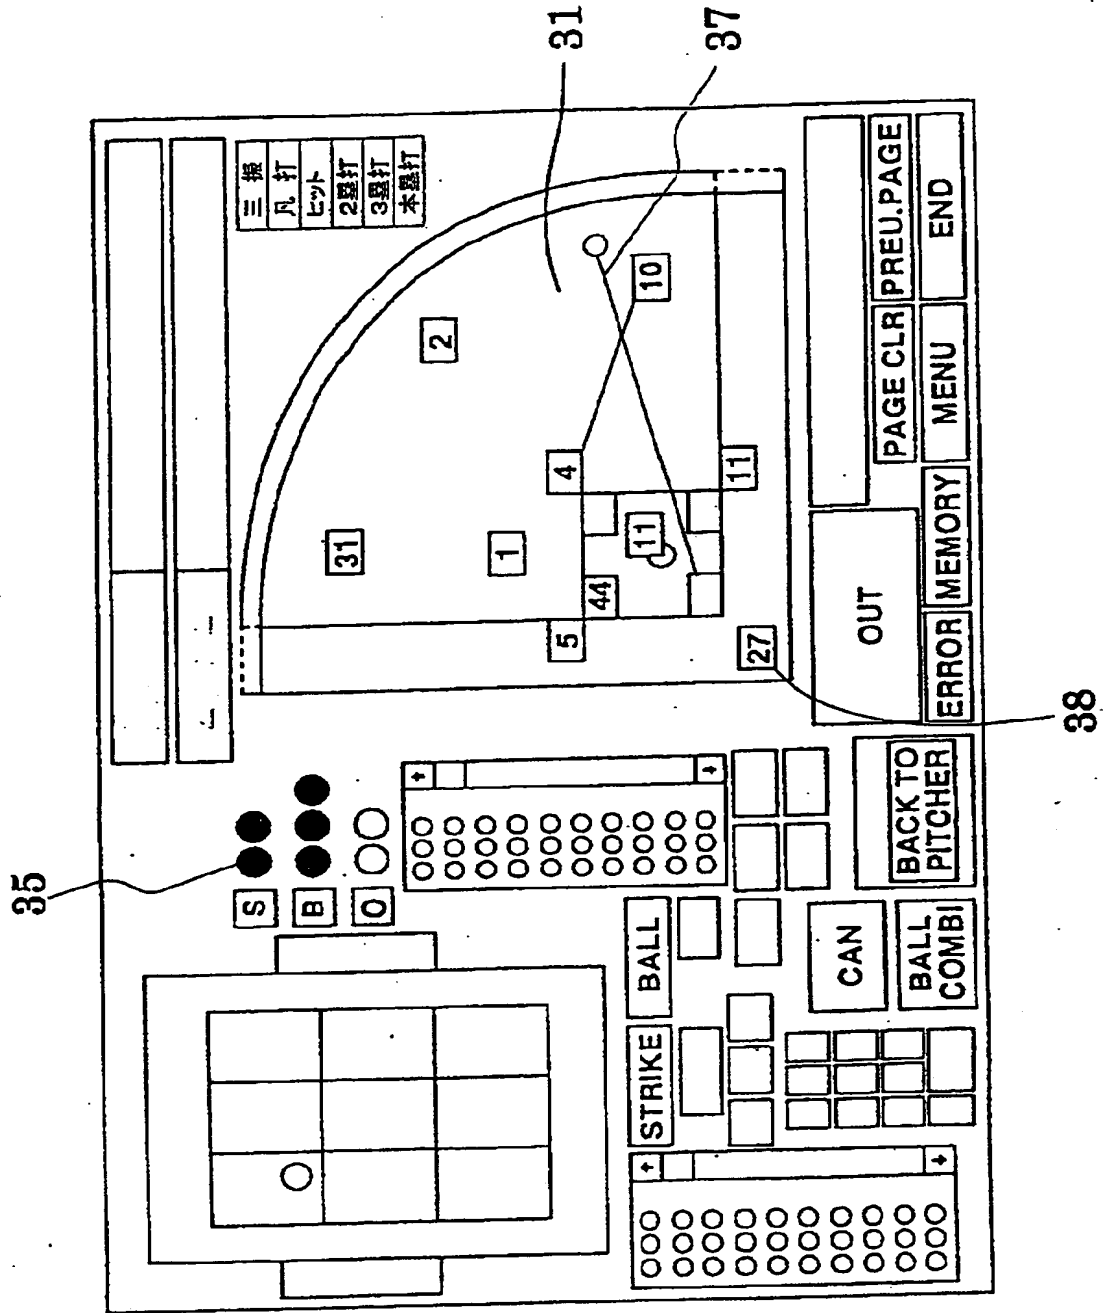 35
S
三振
B
凡打
ヒット
2塁打
31
O
3塁打
本塁打
2
1
5
4
31
44
STRIKE
BALL
11
10
37
11
27
CAN
OUT
PAGE CLR
PREU.PAGE
BALL
COMBI
BACK TO
PITCHER
ERROR
MEMORY
MENU
END
38